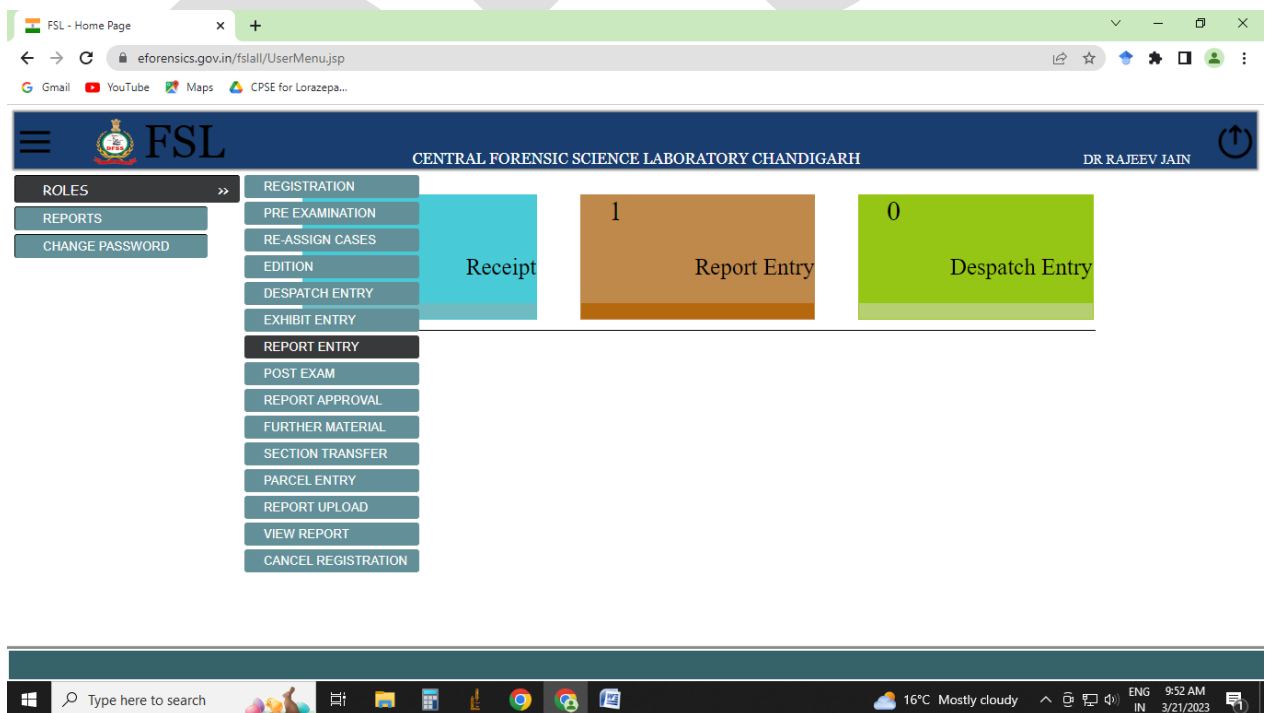 FSL - Home Page
eforensics.gov.in/fslall/UserMenu.jsp
Gmail YouTube Maps CPSE for Lorazepa...
FSL
CENTRAL FORENSIC SCIENCE LABORATORY CHANDIGARH
DR RAJEEV JAIN
ROLES »
REPORTS
CHANGE PASSWORD
REGISTRATION
PRE EXAMINATION
RE-ASSIGN CASES
EDITION
DESPATCH ENTRY
EXHIBIT ENTRY
REPORT ENTRY
POST EXAM
REPORT APPROVAL
FURTHER MATERIAL
SECTION TRANSFER
PARCEL ENTRY
REPORT UPLOAD
VIEW REPORT
CANCEL REGISTRATION
Receipt
1
Report Entry
0
Despatch Entry
Type here to search
16°C Mostly cloudy
ENG
IN
9:52 AM
3/21/2023